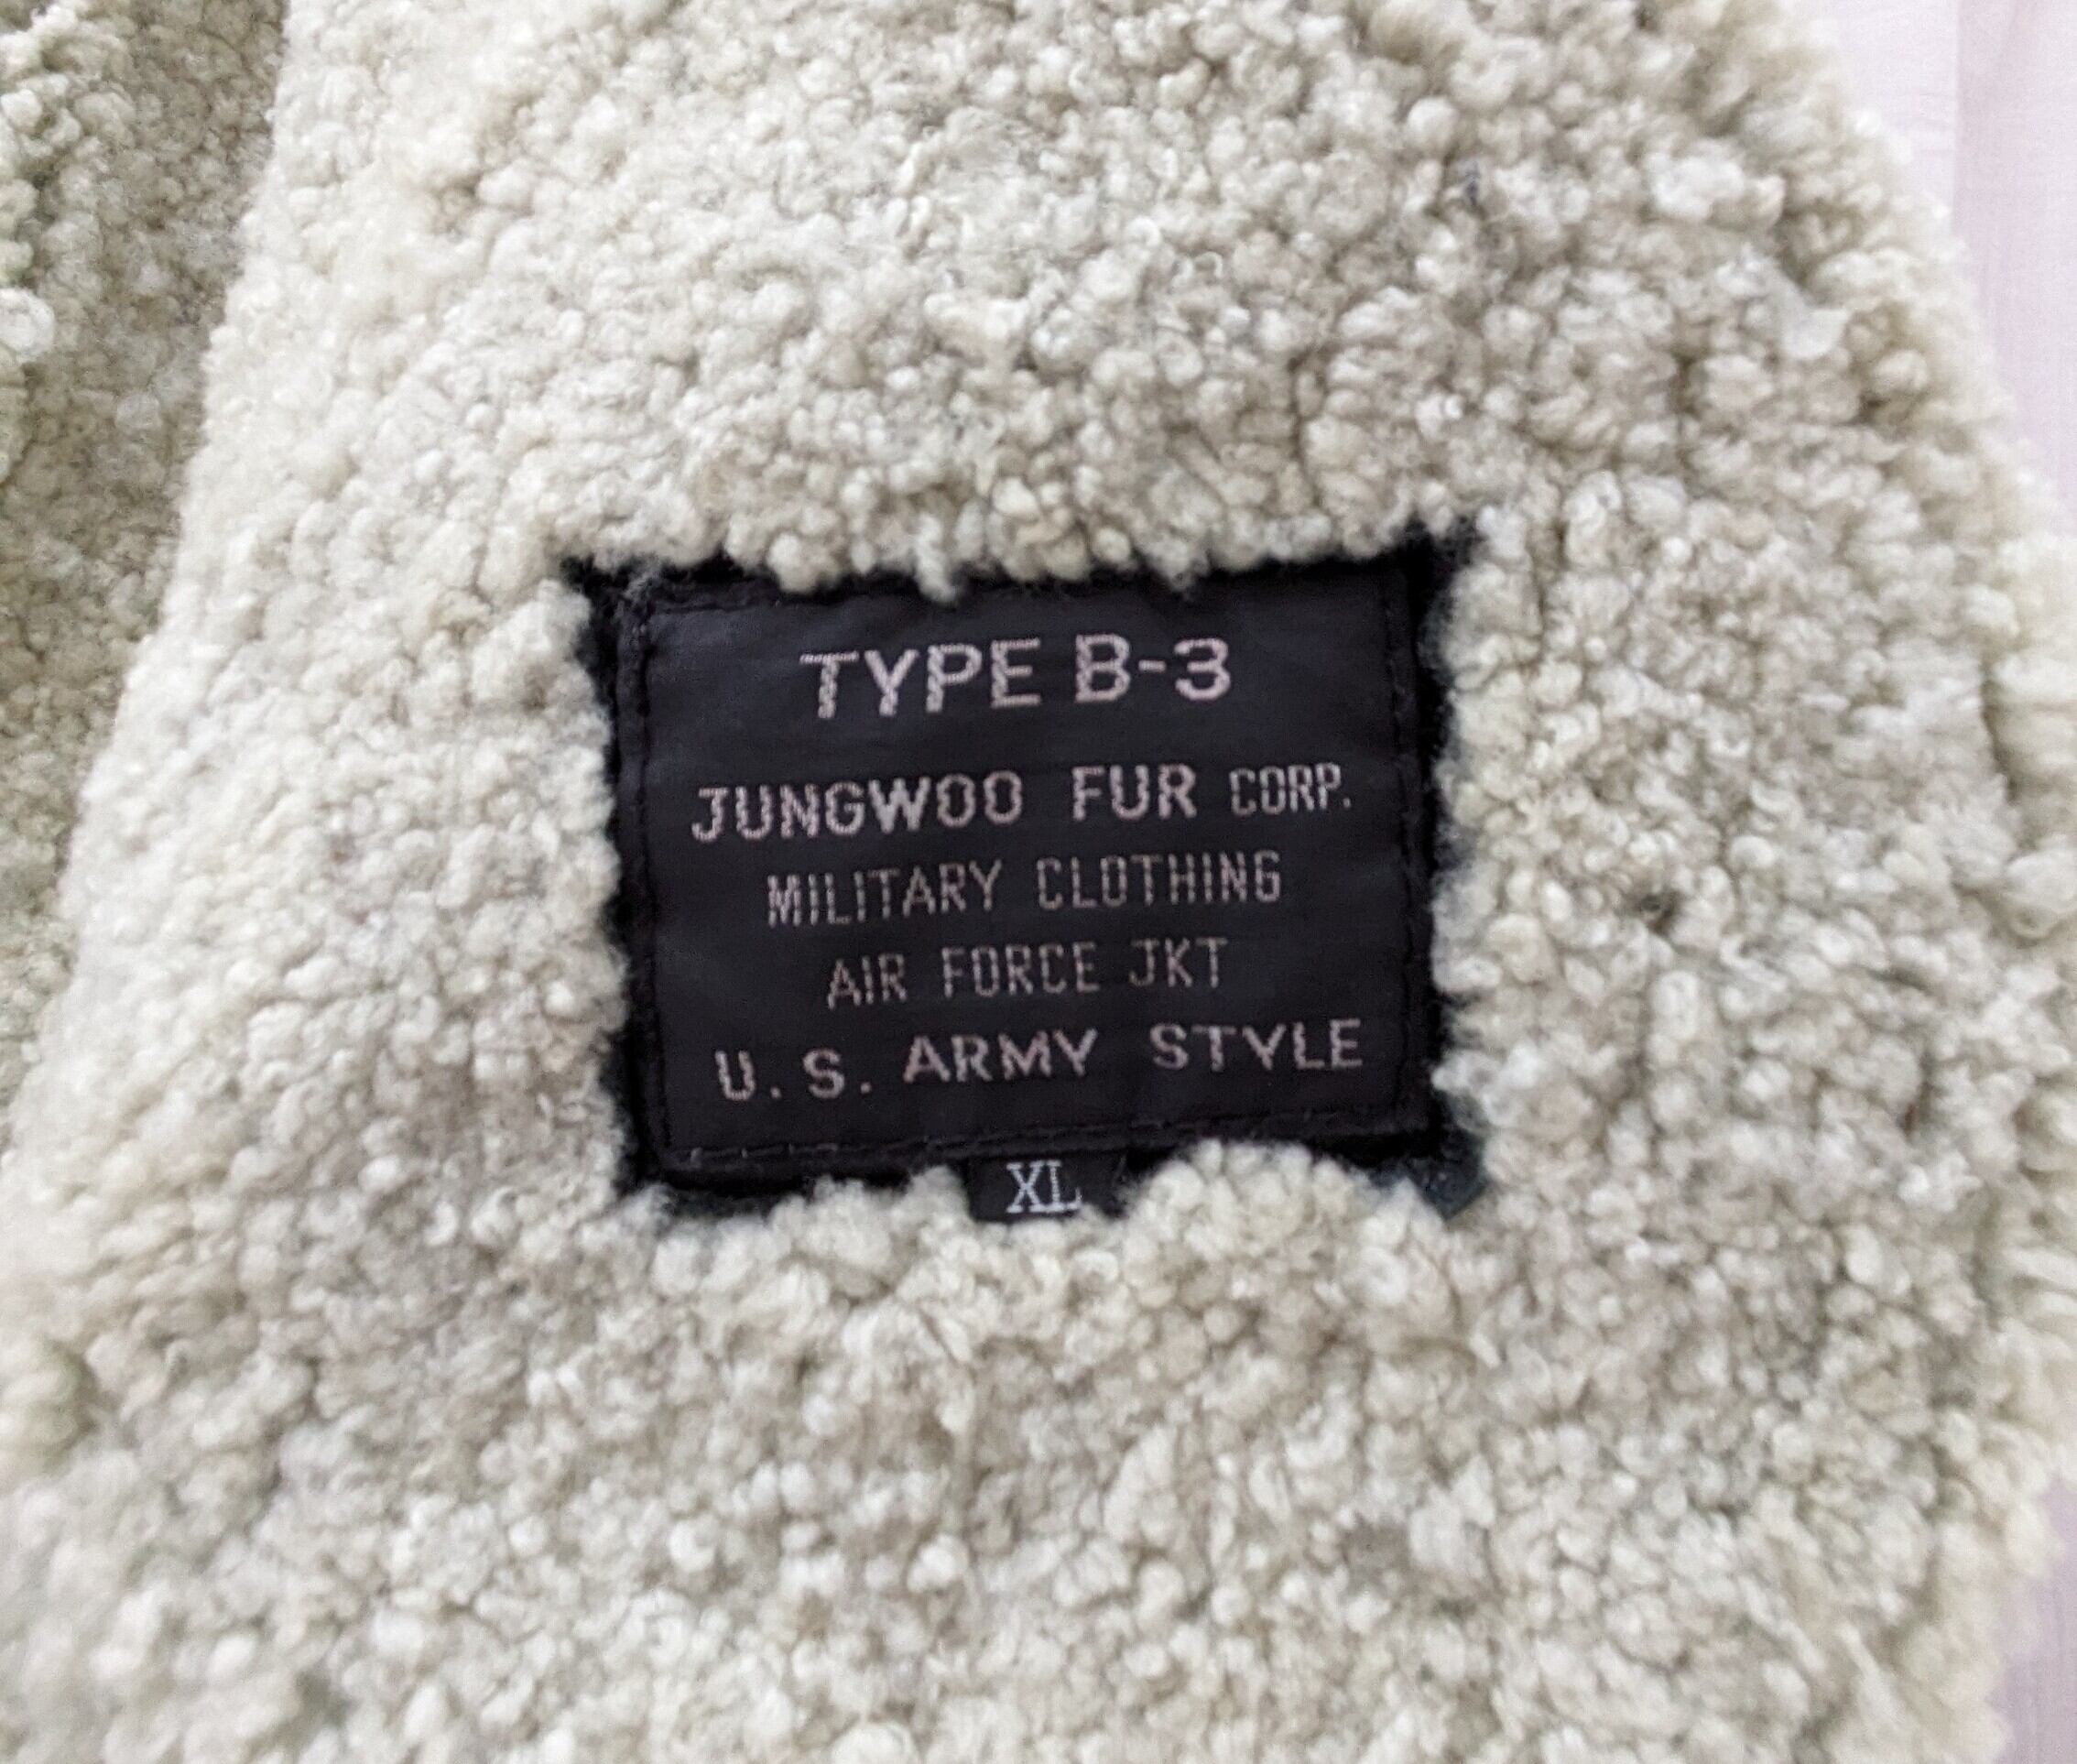 TYPE B-3
JUNGWOO FUR CORP.
MILITARY CLOTHING
AIR FORCE JKT
U.S. ARMY STYLE
XL